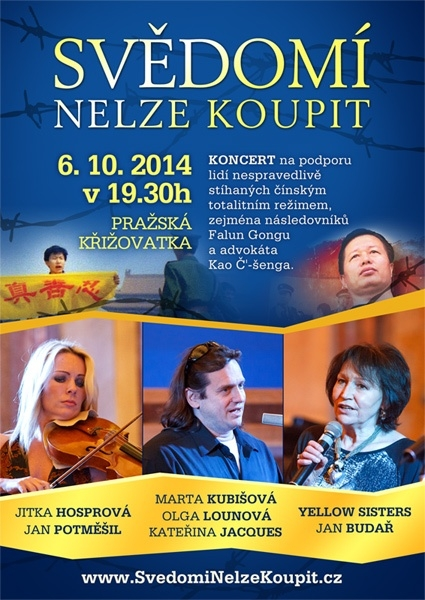 SVĚDOMÍ
NELZE KOUPIT
6. 10. 2014
v 19.30h
PRAŽSKÁ
KŘIŽOVATKA
KONCERT na podporu
lidí nespravedlivě
stíhaných čínským
totalitním režimem,
zejména následovníků
Falun Gongu
a advokáta
Kao Č'-šenga.
真善忍
JITKA HOSPROVÁ
JAN POTMĚŠIL
MARTA KUBIŠOVÁ
OLGA LOUNOVÁ
KATEŘINA JACQUES
YELLOW SISTERS
JAN BUDAŘ
www.SvedomiNelzeKoupit.cz